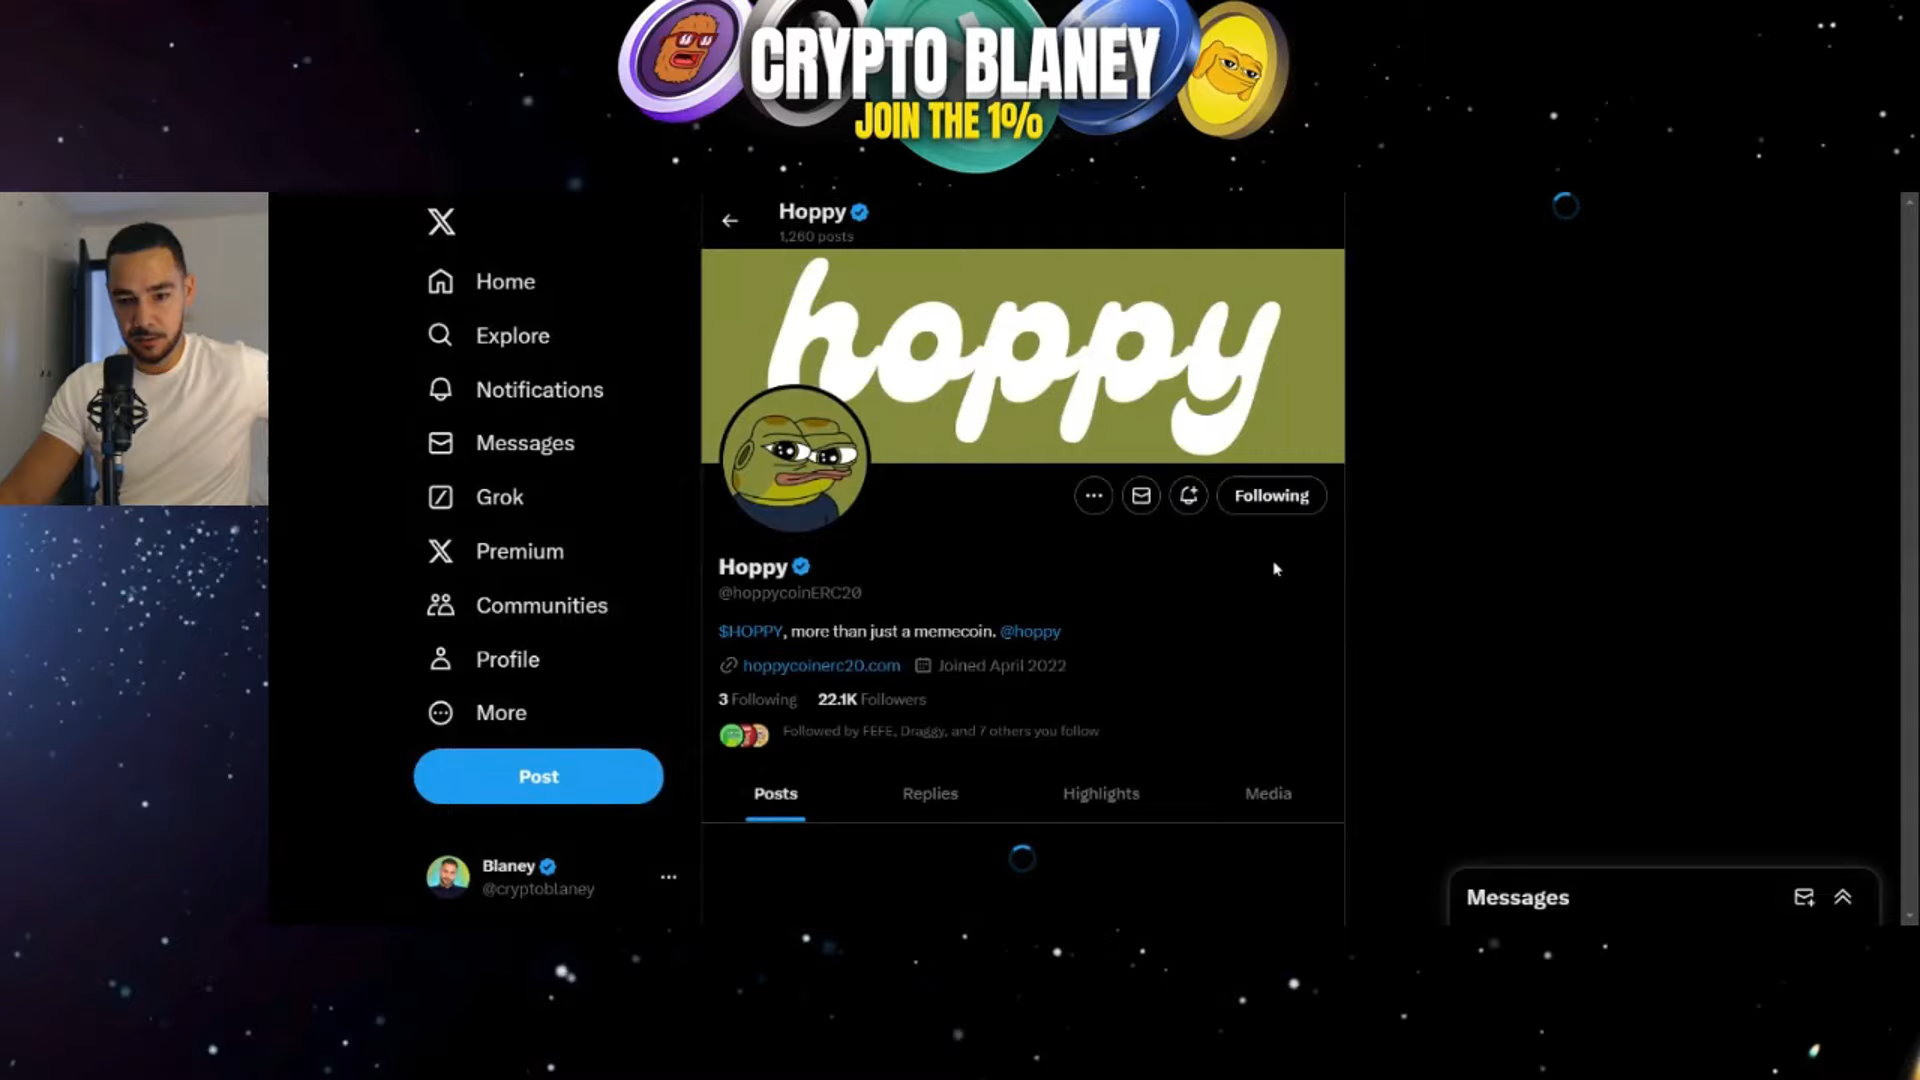 CRYPTO BLANEY
JOIN THE 1%
Home
Explore
Notifications
Messages
Grok
Premium
Communities
Profile
More
Post
Blaney
@cryptoblaney
Hoppy
1,260 posts
hoppy
Following
Hoppy
@hoppycoinERC20
$HOPPY, more than just a memecoin. @hoppy
hoppycoinerc20.com Joined April 2022
3 Following 22.1K Followers
Followed by FEFE, Draggy, and 7 others you follow
Posts Replies Highlights Media
Messages